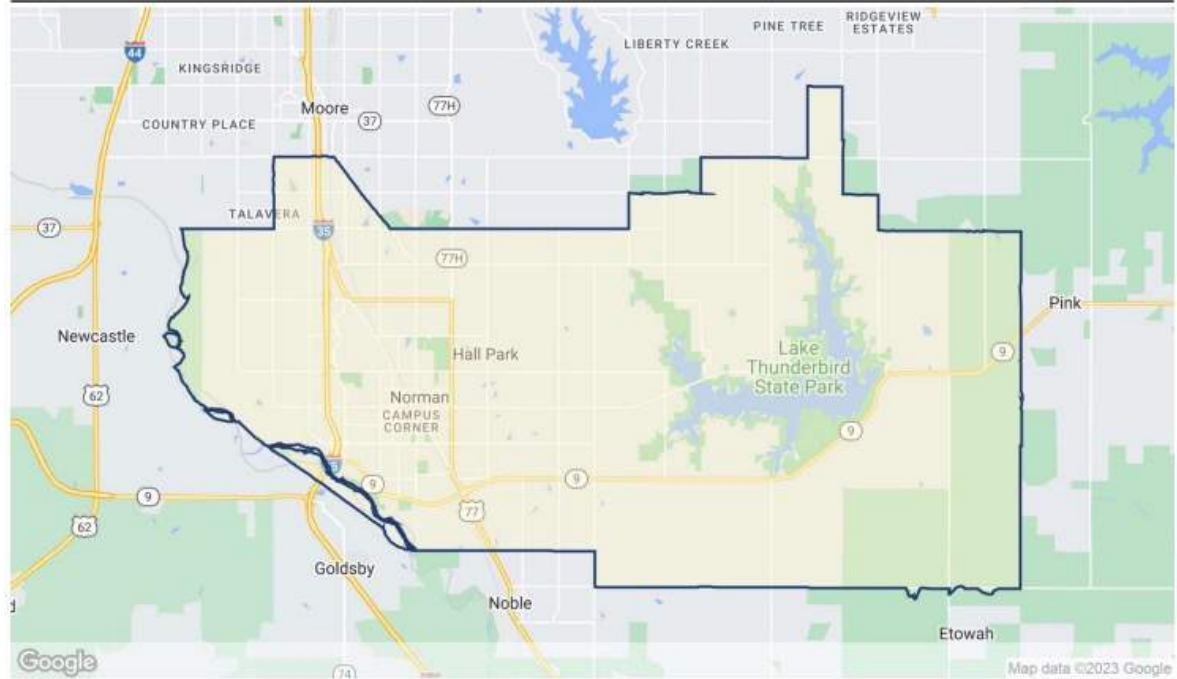 PINE TREE
RIDGEVIEW
ESTATES
LIBERTY CREEK
44
KINGSRIDGE
Moore
77H
37
COUNTRY PLACE
TALAVERA
37
35
77H
Pink
Newcastle
9
Hall Park
Lake
Thunderbird
State Park
62
Norman
CAMPUS
CORNER
9
9
9
9
77
62
Goldsby
Noble
Etowah
Google
74
Map data ©2023 Google